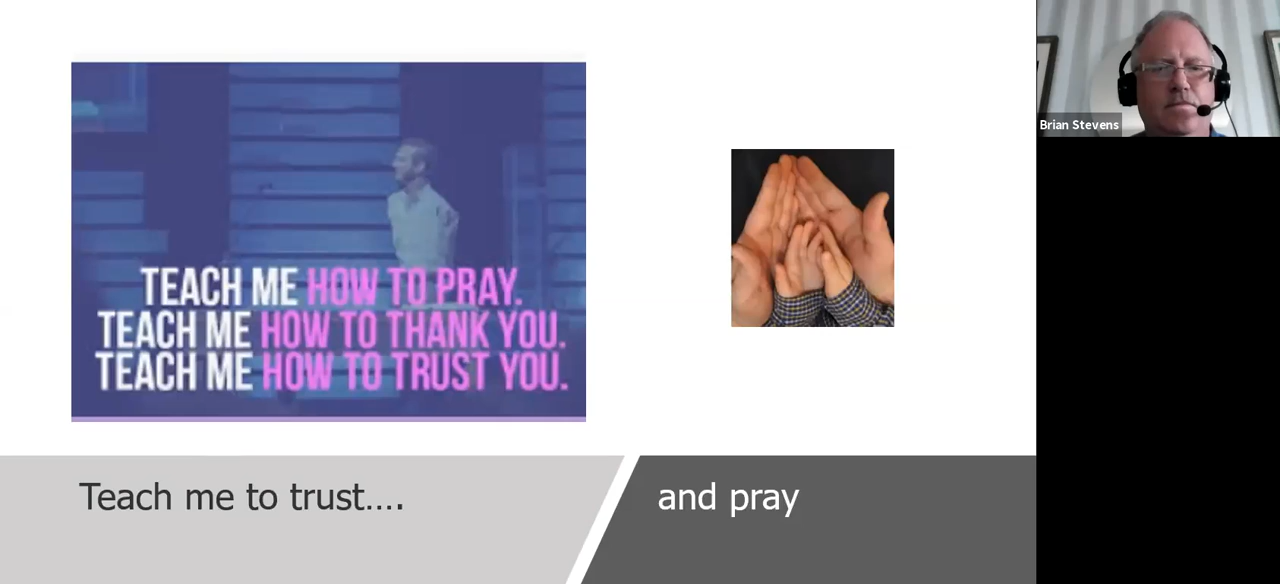 TEACH ME HOW TO PRAY.
TEACH ME HOW TO THANK YOU.
TEACH ME HOW TO TRUST YOU.
Teach me to trust....
and pray
Brian Stevens